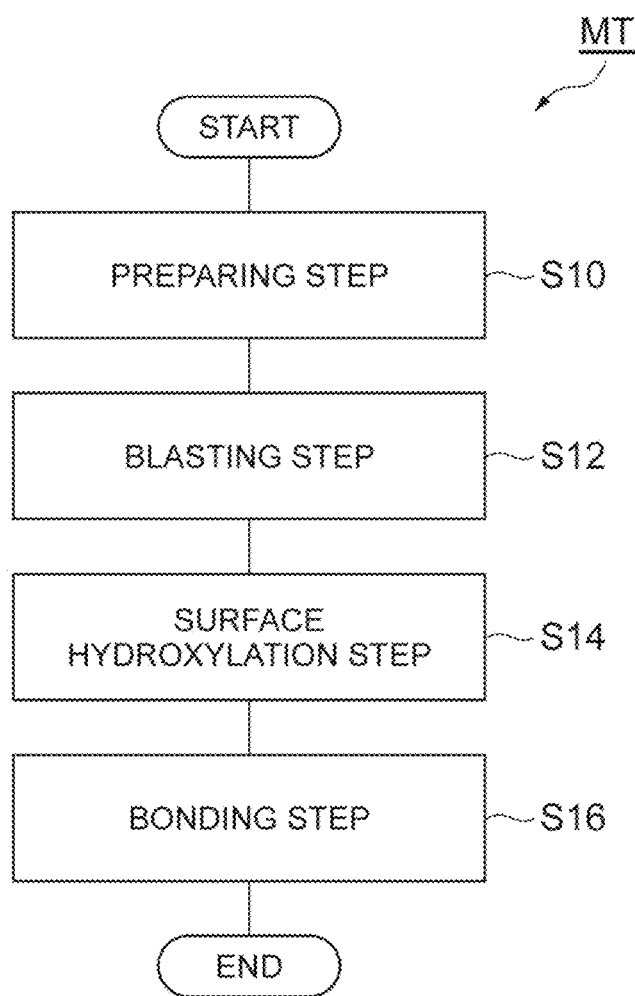 MT
START
PREPARING STEP
S10
BLASTING STEP
S12
SURFACE
HYDROXYLATION STEP
S14
BONDING STEP
S16
END